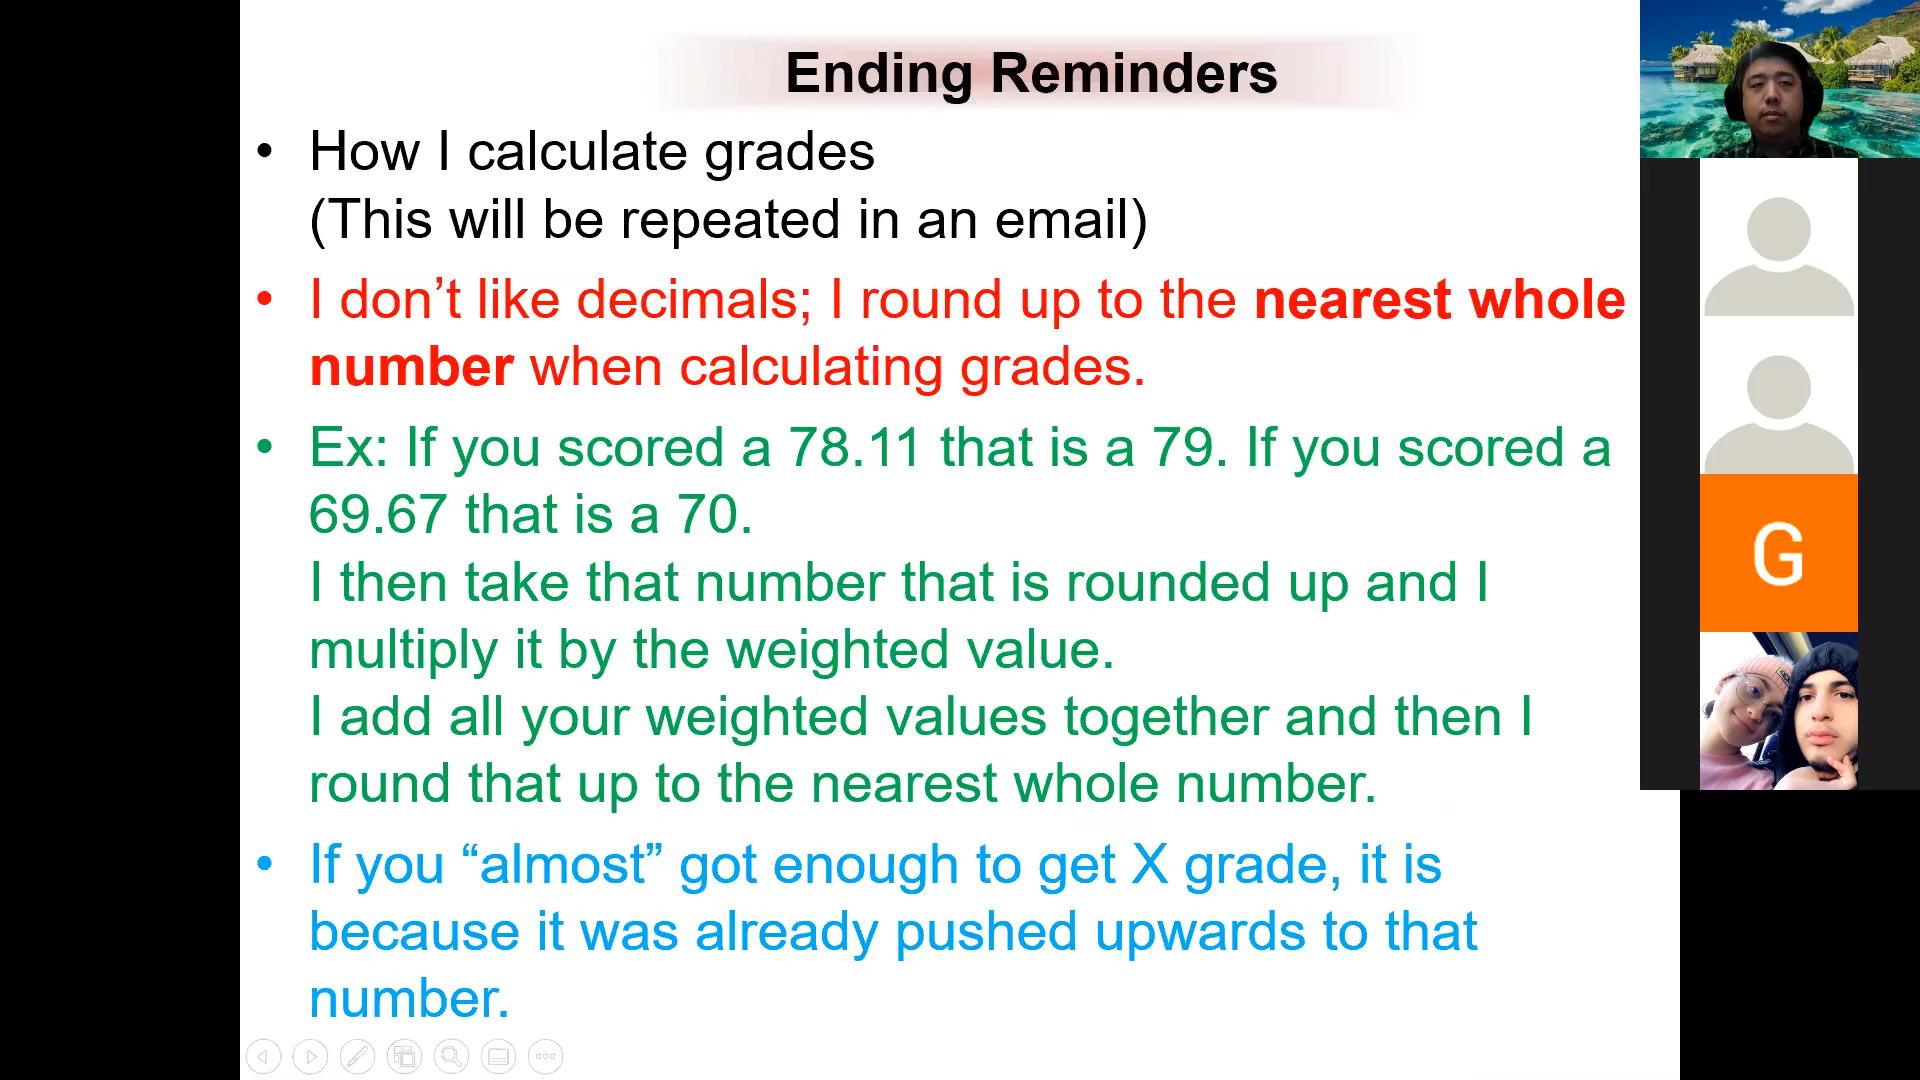 Ending Reminders
• How I calculate grades
(This will be repeated in an email)
• I don’t like decimals; I round up to the nearest whole
number when calculating grades.
• Ex: If you scored a 78.11 that is a 79. If you scored a
69.67 that is a 70.
I then take that number that is rounded up and I
multiply it by the weighted value.
I add all your weighted values together and then I
round that up to the nearest whole number.
• If you “almost” got enough to get X grade, it is
because it was already pushed upwards to that
number.
G